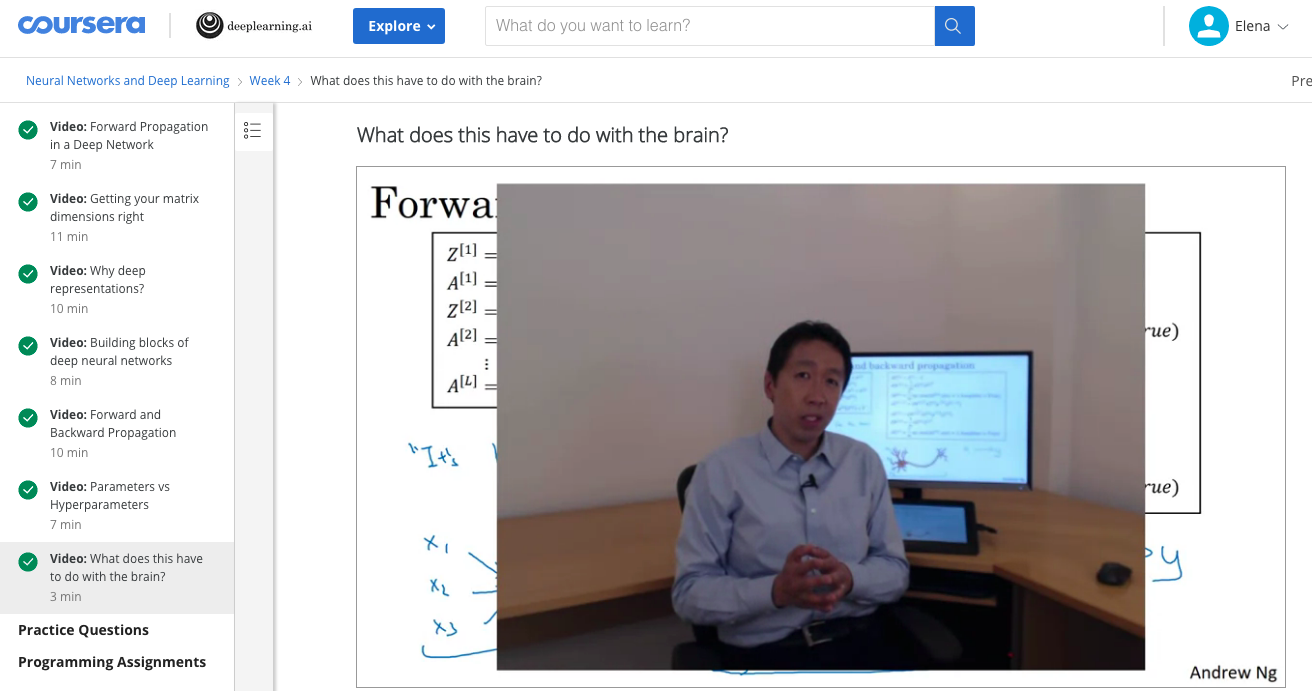 coursera
deeplearning.ai
Explore
What do you want to learn?
Elena
Neural Networks and Deep Learning > Week 4 > What does this have to do with the brain?
Pre
Video: Forward Propagation
in a Deep Network
7 min
Video: Getting your matrix
dimensions right
11 min
Video: Why deep
representations?
10 min
Video: Building blocks of
deep neural networks
8 min
Video: Forward and
Backward Propagation
10 min
Video: Parameters vs
Hyperparameters
7 min
Video: What does this have
to do with the brain?
3 min
Practice Questions
Programming Assignments
What does this have to do with the brain?
Forwa
Z[1] =
A[1] =
Z[2] =
A[2] =
⋮
A[L] =
rue)
rue)
nd backward propagation
"It's
x1
x2
x3
y
Andrew Ng